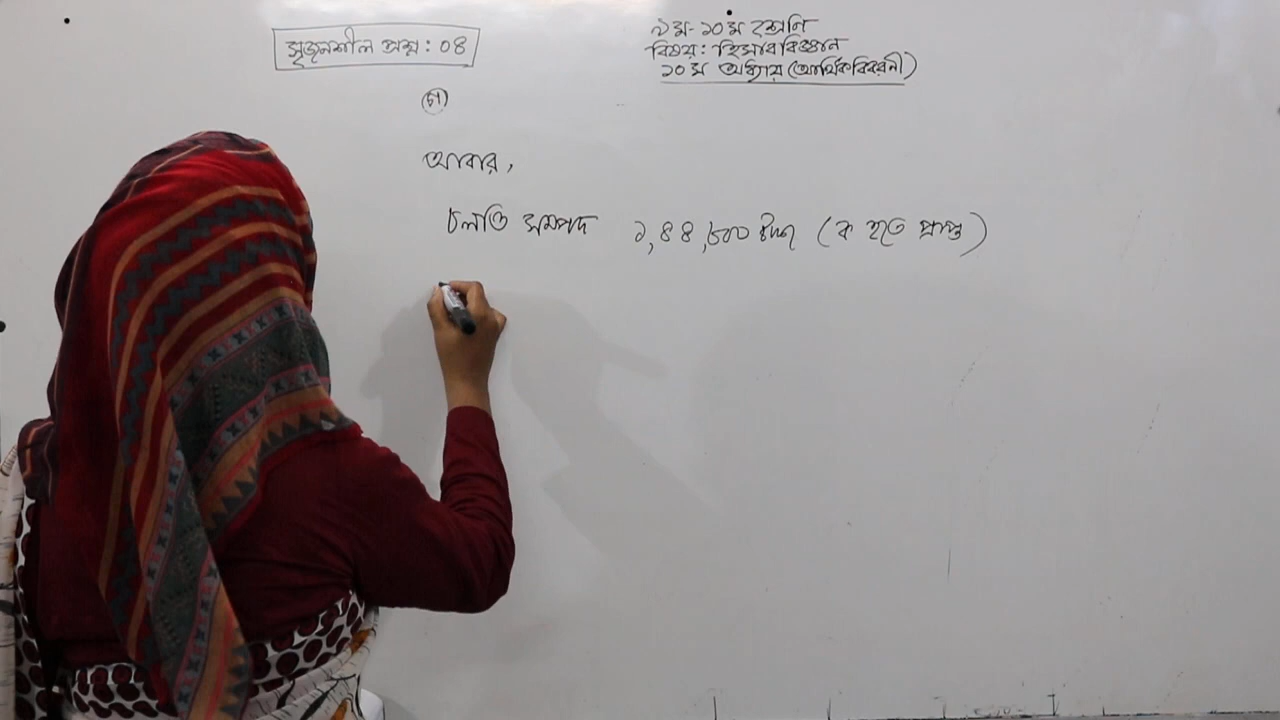 সৃজনশীল প্রশ্ন : ০৪
৯ম-১০ম শ্রেণি
বিষয় : হিসাববিজ্ঞান
১০ম অধ্যায় (আর্থিক বিবরণী)
গ
আবার,
চলতি সম্পদ ১,৪৪,৮০০ টাকা (ক হতে প্রাপ্ত)